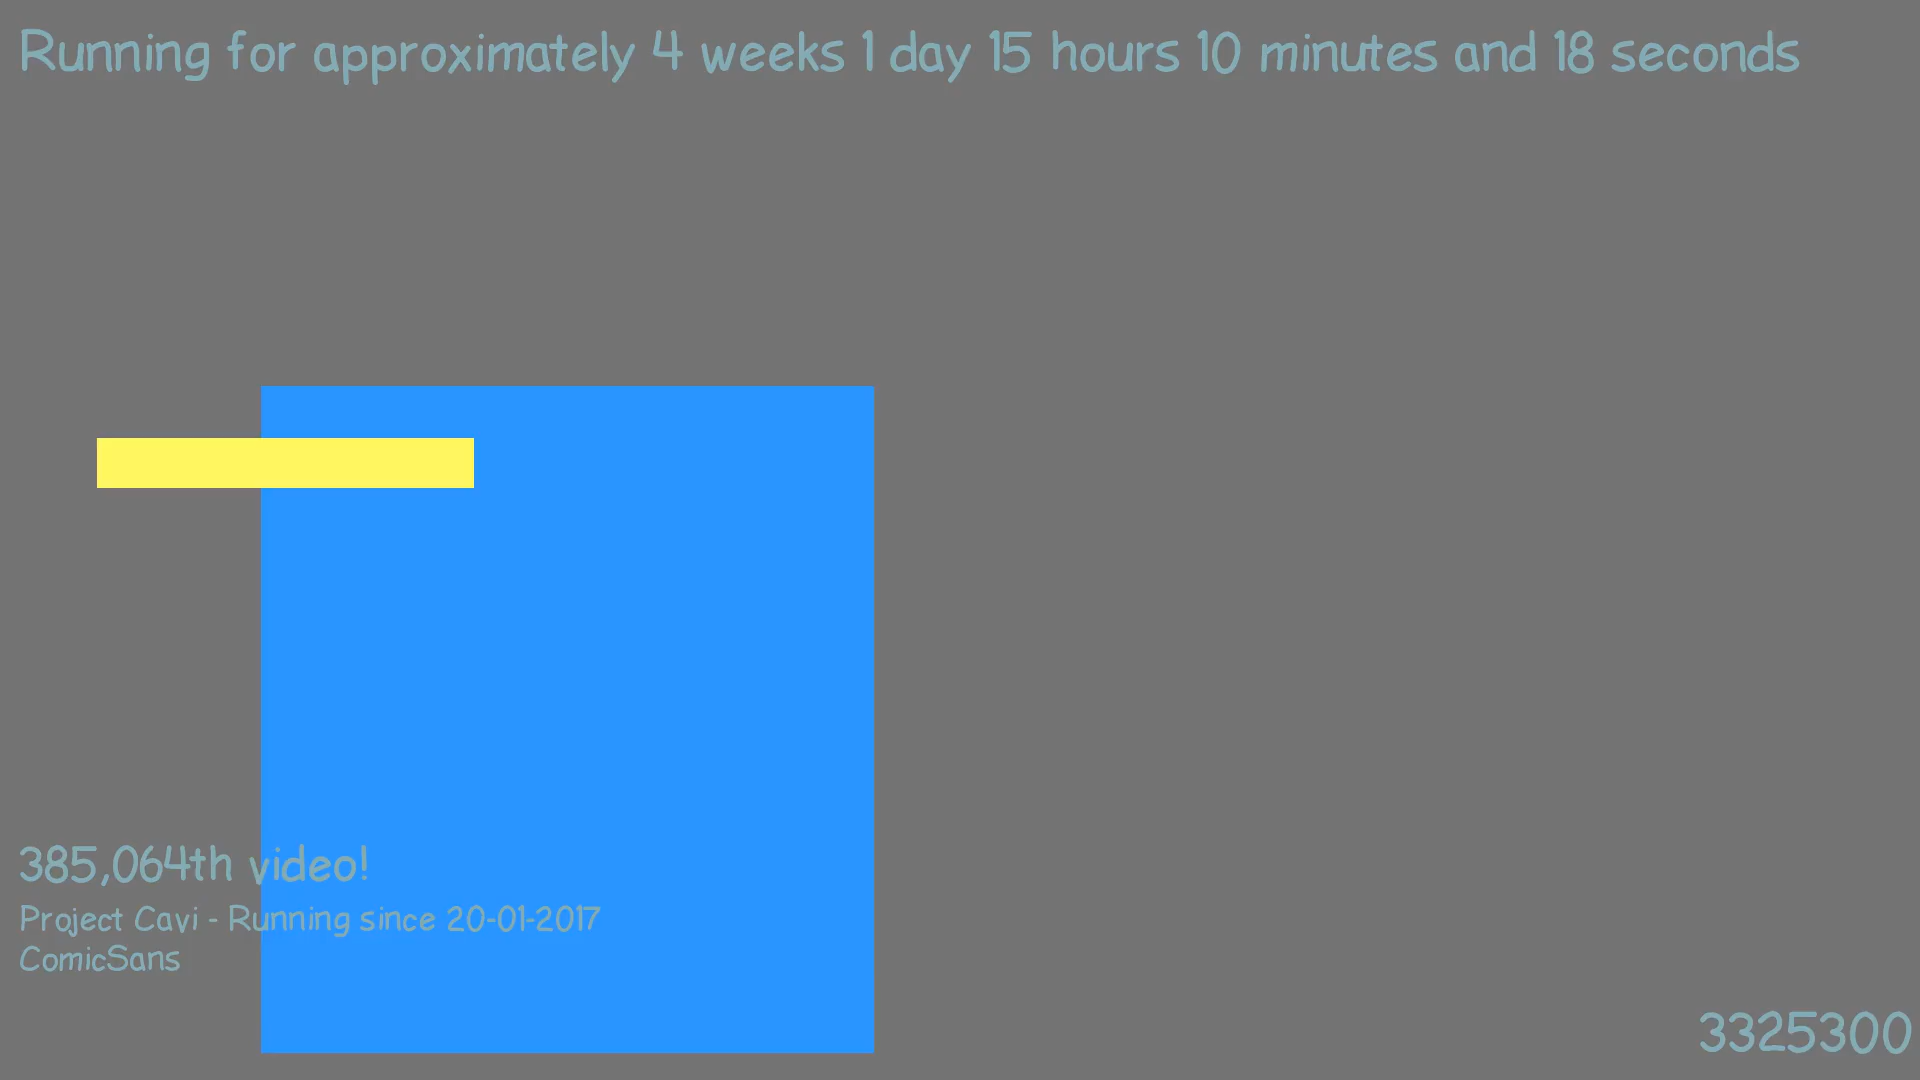 Running for approximately 4 weeks 1 day 15 hours 10 minutes and 18 seconds
385,064th video!
Project Cavi - Running since 20-01-2017
ComicSans
3325300